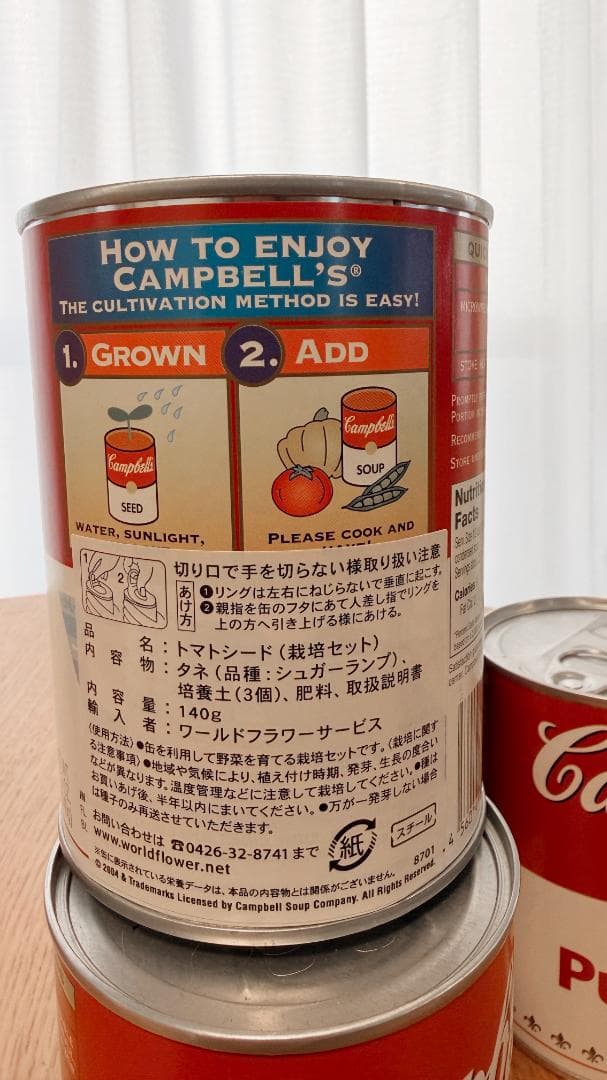 HOW TO ENJOY
CAMPBELL'S®
THE CULTIVATION METHOD IS EASY!
1. GROWN
2. ADD
Campbell's
SEED
Campbell's
SOUP
WATER, SUNLIGHT,
PLEASE COOK AND
Nutrition
Facts
1
2
切り口で手を切らない様取り扱い注意
あけ方
❶リングは左右にねじらないで垂直に起こす。
❷親指を缶のフタにあて人差し指でリングを
上の方へ引き上げる様にあける。
品名:トマトシード(栽培セット)
内容物:タネ(品種:シュガーランプ)、
培養土(3個)、肥料、取扱説明書
内容量:140g
輸入者:ワールドフラワーサービス
〈使用方法〉●缶を利用して野菜を育てる栽培セットです。〈栽培に関す
る注意事項〉●地域や気候により、植え付け時期、発芽、生長の度合い
などが異なります。温度管理などに注意して栽培してください。●種は
お買いあげ後、半年以内にまいてください。●万が一発芽しない場合
は種子のみ再送させていただきます。
お問い合わせは ☎0426-32-8741まで
www.worldflower.net
紙
スチール
※缶に表示されている栄養データは、本品の内容物とは関係がございません。
8701
© 2004 & Trademarks Licensed by Campbell Soup Company. All Rights Reserved.
Ca
Pu